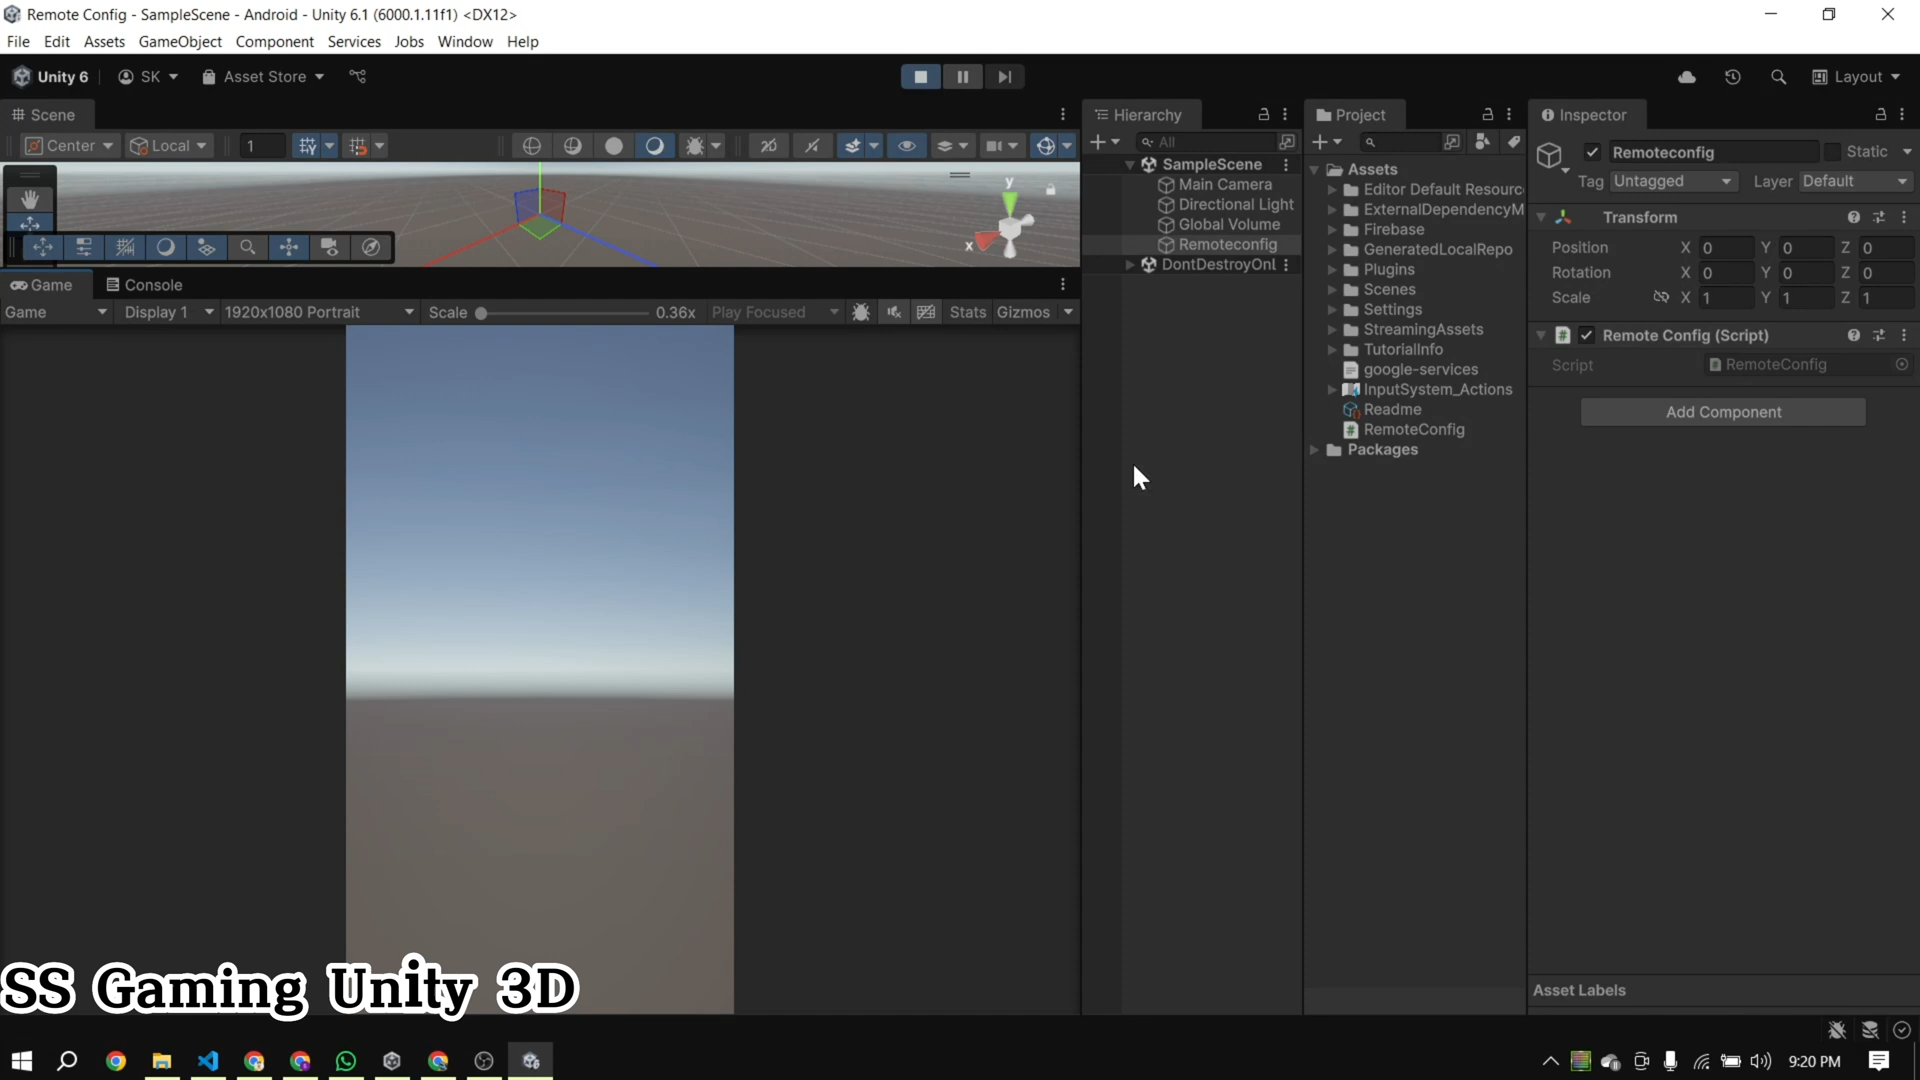 Remote Config - SampleScene - Android - Unity 6.1 (6000.1.11f1) <DX12>
File Edit Assets GameObject Component Services Jobs Window Help
Unity 6 SK Asset Store Layout
Scene
Center Local 1
y
x
Game Console
Game Display 1 1920x1080 Portrait Scale 0.36x Play Focused Stats Gizmos
Hierarchy
All
SampleScene
Main Camera
Directional Light
Global Volume
Remoteconfig
DontDestroyOnl
Project
Assets
Editor Default Resourc
ExternalDependencyM
Firebase
GeneratedLocalRepo
Plugins
Scenes
Settings
StreamingAssets
TutorialInfo
google-services
InputSystem_Actions
Readme
RemoteConfig
Packages
Inspector
Remoteconfig Static
Tag Untagged Layer Default
Transform
Position X 0 Y 0 Z 0
Rotation X 0 Y 0 Z 0
Scale X 1 Y 1 Z 1
Remote Config (Script)
Script RemoteConfig
Add Component
Asset Labels
SS Gaming Unity 3D
9:20 PM